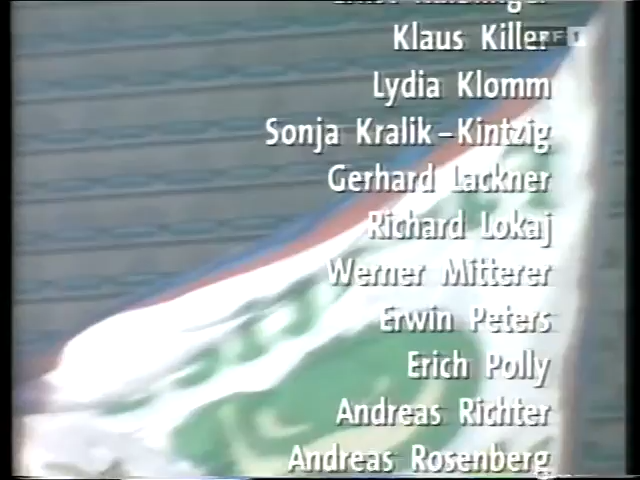 Klaus Killer
Lydia Klomm
Sonja Kralik-Kintzig
Gerhard Lackner
Richard Lokaj
Werner Mitterer
Erwin Peters
Erich Polly
Andreas Richter
Andreas Rosenberg